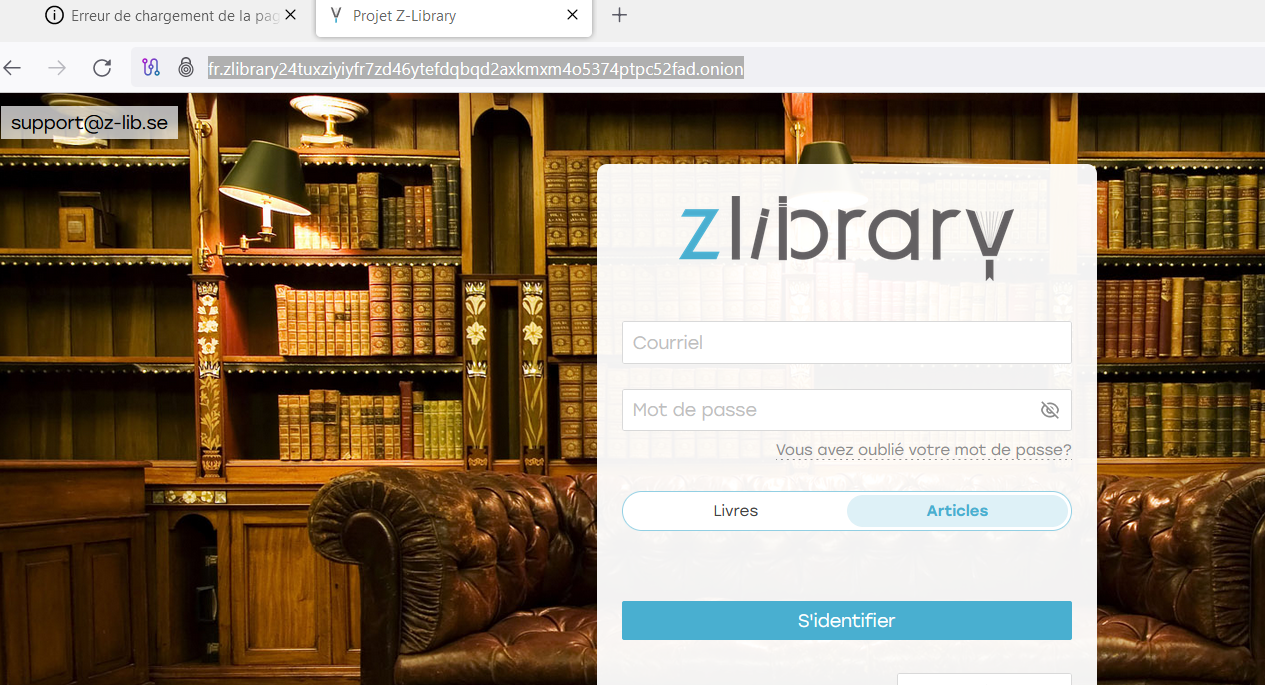 Erreur de chargement de la pag
Projet Z-Library
fr.zlibrary24tuxziyiyfr7zd46ytefdqbqd2axkmxm4o5374ptpc52fad.onion
support@z-lib.se
zlibrary
Courriel
Mot de passe
Vous avez oublié votre mot de passe?
Livres
Articles
S'identifier